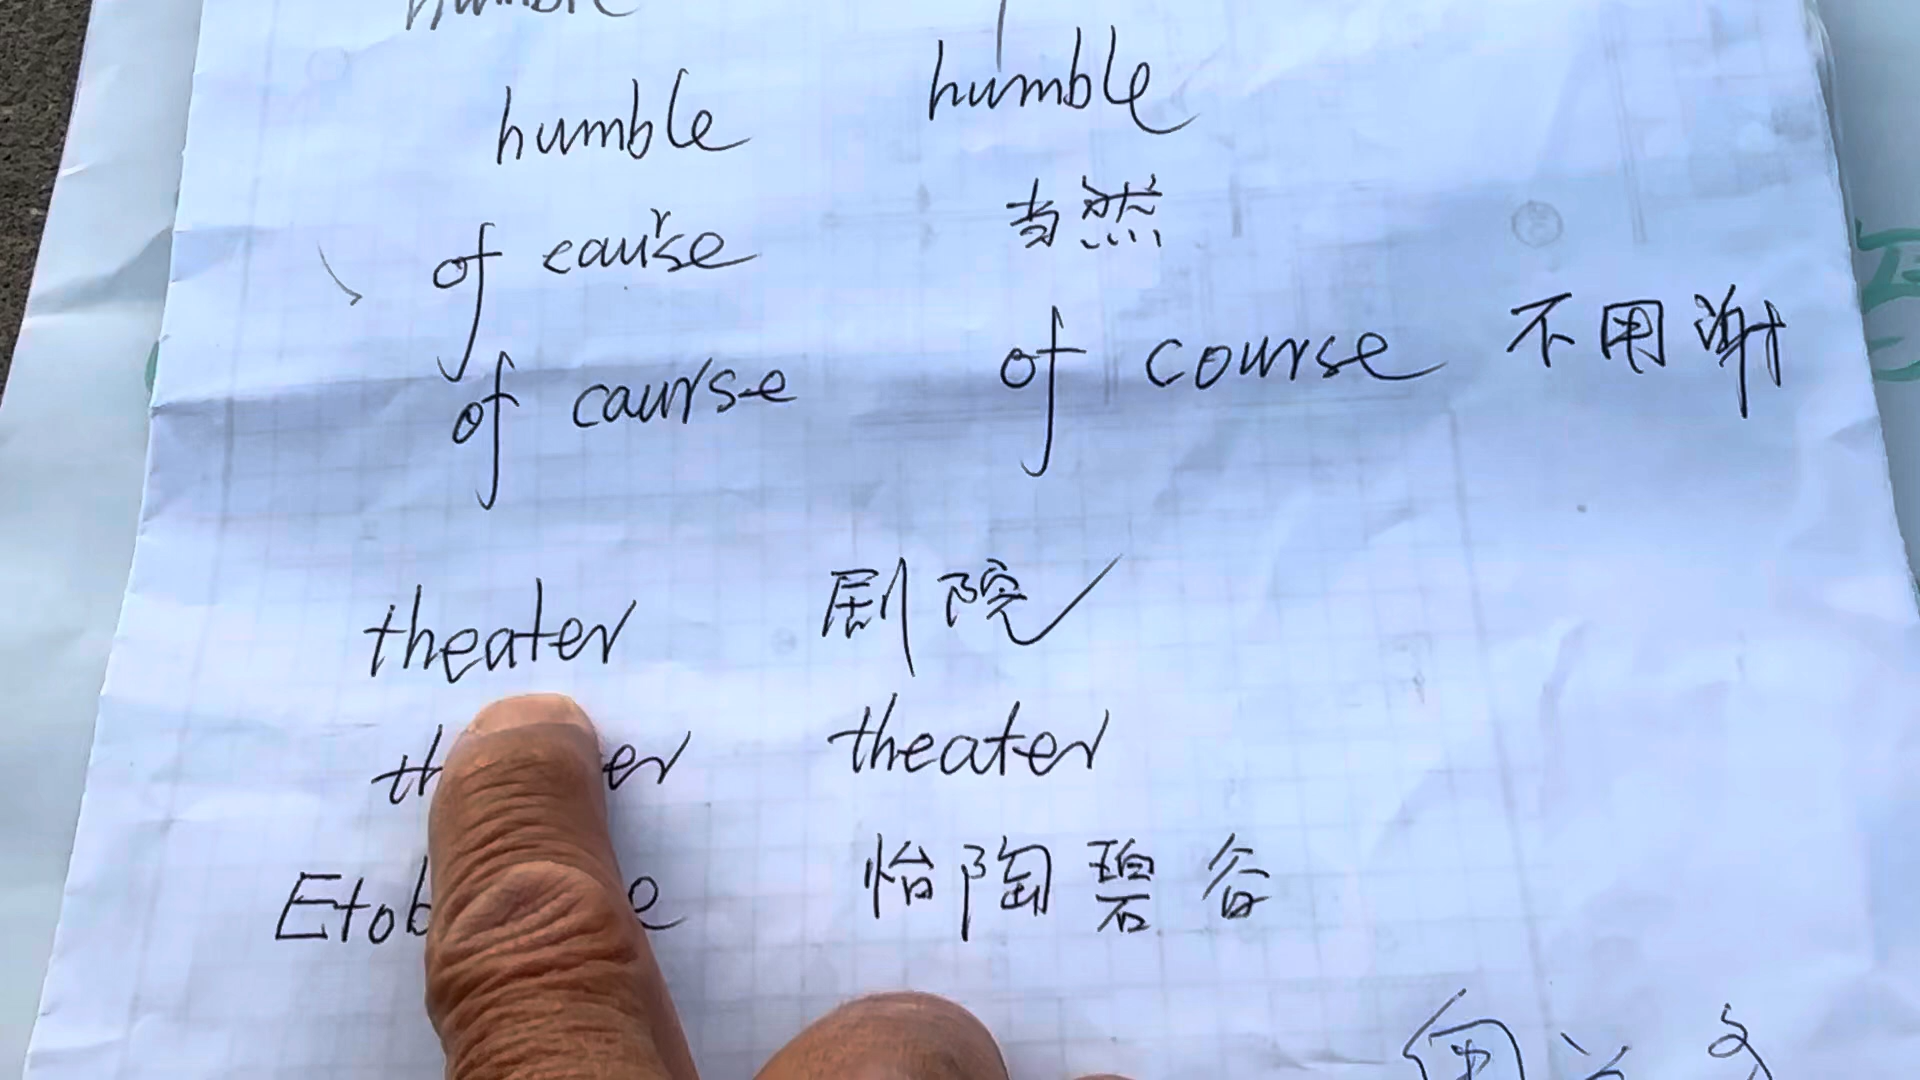 humble
humble humble
of caurse 当然
of caurse of course 不用谢
theater 剧院
theater
怡陶碧谷